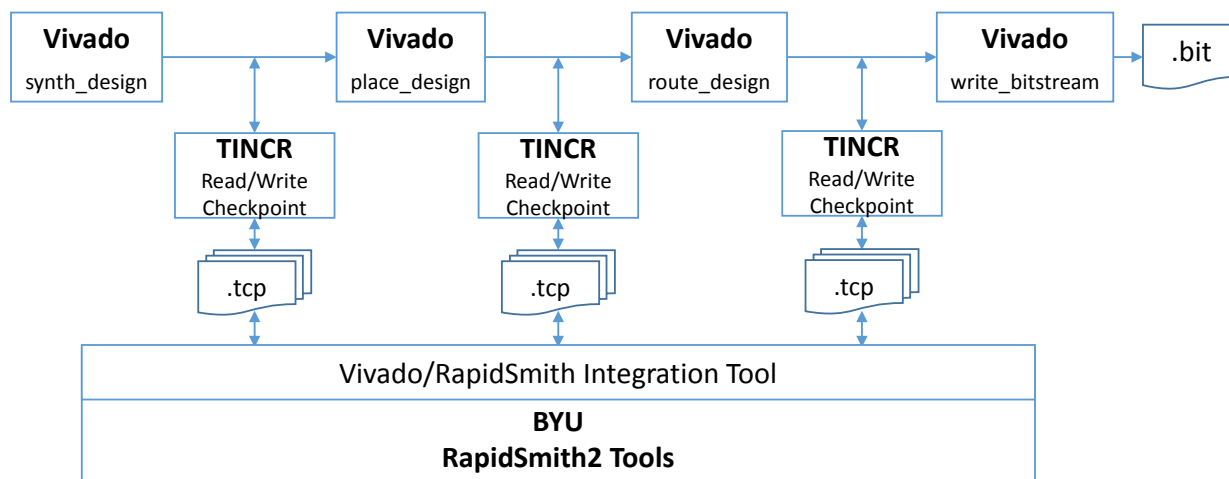 Vivado
synth_design
Vivado
place_design
Vivado
route_design
Vivado
write_bitstream
.bit
TINCR
Read/Write
Checkpoint
TINCR
Read/Write
Checkpoint
TINCR
Read/Write
Checkpoint
.tcp
.tcp
.tcp
Vivado/RapidSmith Integration Tool
BYU
RapidSmith2 Tools